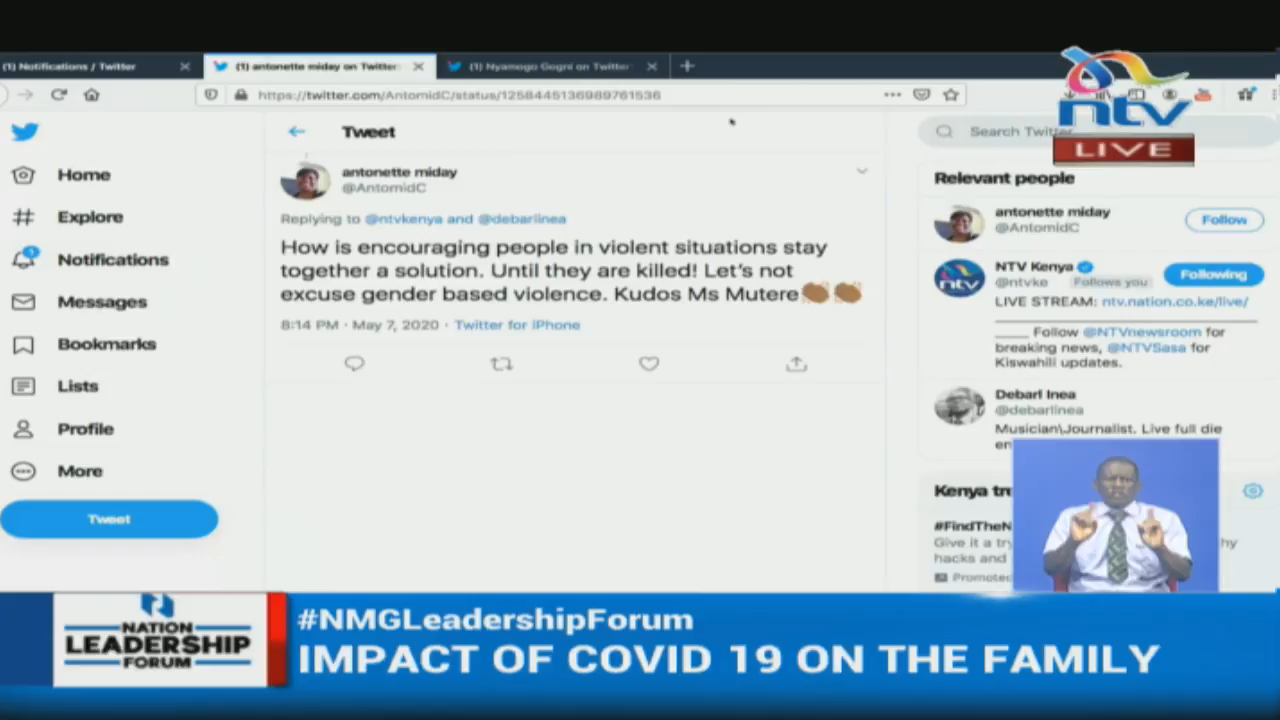 (1) Notifications / Twitter
(1) antonette miday on Twitter:
(1) Nyamogo Gogni on Twitter:
https://twitter.com/AntomidC/status/1258445136989761536
ntv
LIVE
Home
Explore
Notifications
Messages
Bookmarks
Lists
Profile
More
Tweet
Tweet
antonette miday
@AntomidC
Replying to @ntvkenya and @debarlinea
How is encouraging people in violent situations stay
together a solution. Until they are killed! Let's not
excuse gender based violence. Kudos Ms Mutere👏🏾👏🏾
8:14 PM · May 7, 2020 · Twitter for iPhone
Search Twitter
Relevant people
antonette miday
@AntomidC
Follow
NTV Kenya
@ntvke Follows you
Following
LIVE STREAM: ntv.nation.co.ke/live/
____ Follow @NTVnewsroom for
breaking news, @NTVSasa for
Kiswahili updates.
Debarl Inea
@debarlinea
Musician\Journalist. Live full die
Kenya
#FindTheN
Give it a
hacks and
Promoted
NATION
LEADERSHIP
FORUM
#NMGLeadershipForum
IMPACT OF COVID 19 ON THE FAMILY